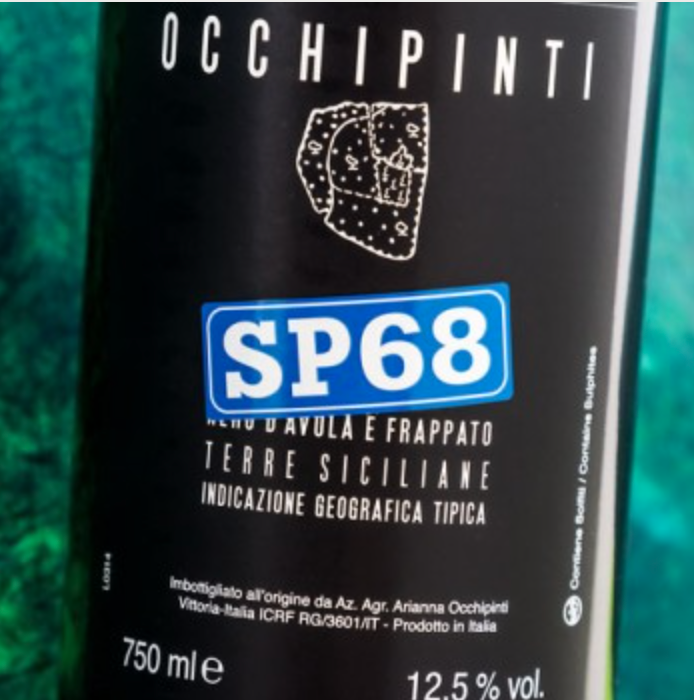 OCCHIPINTI
SP68
NERO D'AVOLA E FRAPPATO
TERRE SICILIANE
INDICAZIONE GEOGRAFICA TIPICA
Imbottigliato all'origine da Az. Agr. Arianna Occhipinti
Vittoria-Italia ICRF RG/3601/IT - Prodotto in Italia
750 ml e
12.5 % vol.
Contiene Solfiti / Contains Sulphites